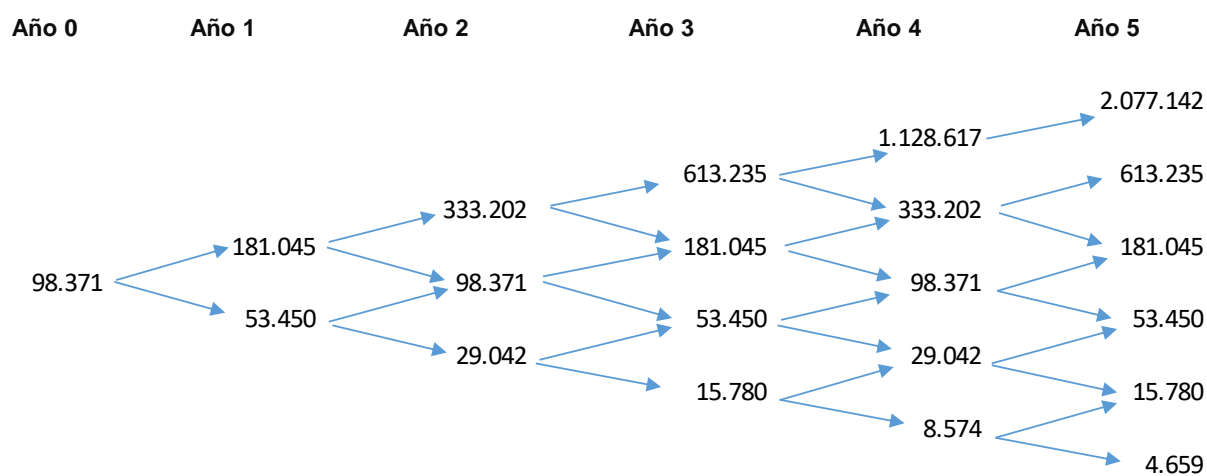 Año 0 Año 1 Año 2 Año 3 Año 4 Año 5
2.077.142
1.128.617
613.235 613.235
333.202 333.202
181.045 181.045 181.045
98.371 98.371 98.371
53.450 53.450 53.450
29.042 29.042
15.780 15.780
8.574
4.659